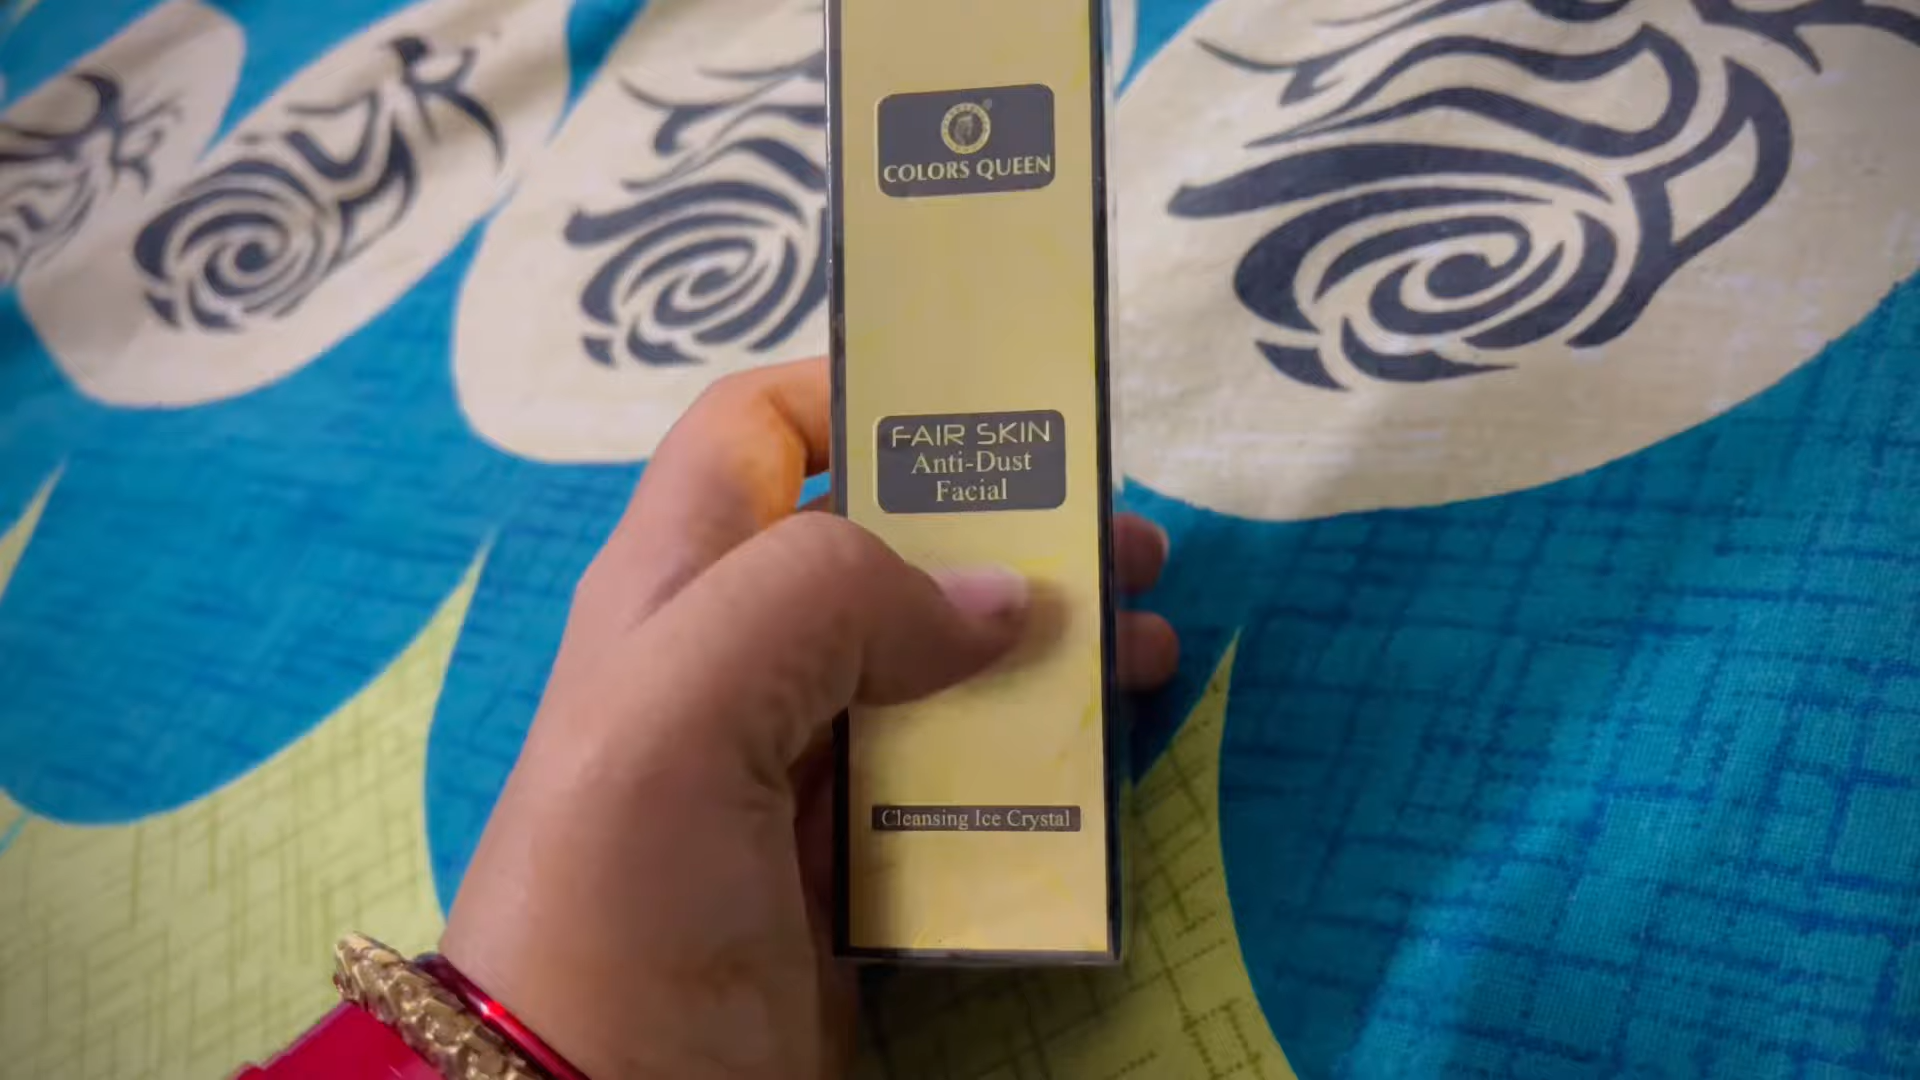 COLORS QUEEN
FAIR SKIN
Anti-Dust
Facial
Cleansing Ice Crystal